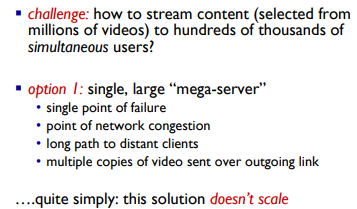 ▪ challenge: how to stream content (selected from
millions of videos) to hundreds of thousands of
simultaneous users?
▪ option 1: single, large “mega-server”
• single point of failure
• point of network congestion
• long path to distant clients
• multiple copies of video sent over outgoing link
….quite simply: this solution doesn’t scale